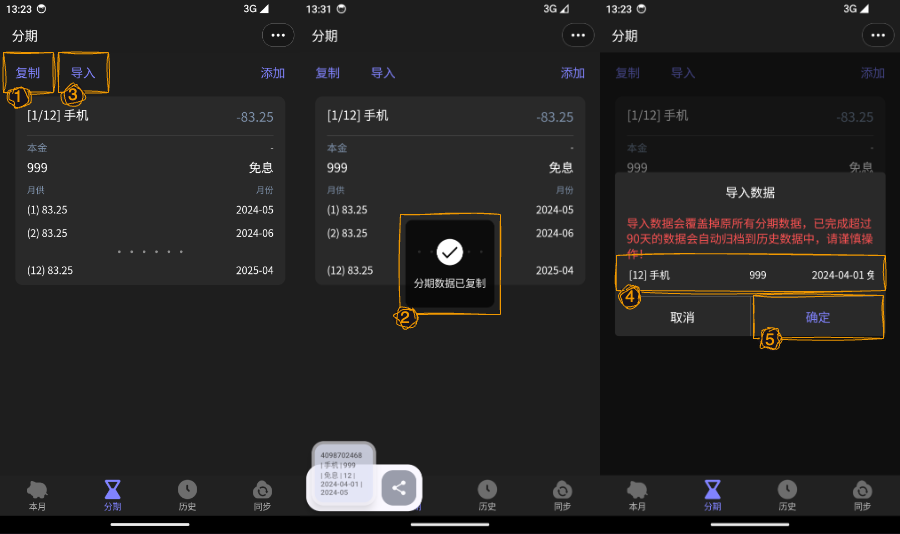 13:23
3G
分期
复制
导入
添加
1
3
[1/12] 手机
-83.25
本金
-
999
免息
月供
月份
(1) 83.25
2024-05
(2) 83.25
2024-06
(12) 83.25
2025-04
本月
分期
历史
同步
13:31
3G
分期
复制
导入
添加
[1/12] 手机
-83.25
本金
-
999
免息
月供
月份
(1) 83.25
2024-05
(2) 83.25
2024-06
(12) 83.25
2025-04
分期数据已复制
2
4098702468
| 手机 | 999
| 免息 | 12 |
2024-04-01 |
2024-05
历史
同步
13:23
3G
分期
复制
导入
添加
[1/12] 手机
-83.25
本金
-
999
免息
导入数据
导入数据会覆盖掉原所有分期数据，已完成超过
90天的数据会自动归档到历史数据中，请谨慎操
作！
[12] 手机
999
2024-04-01 免
4
取消
确定
5
本月
分期
历史
同步